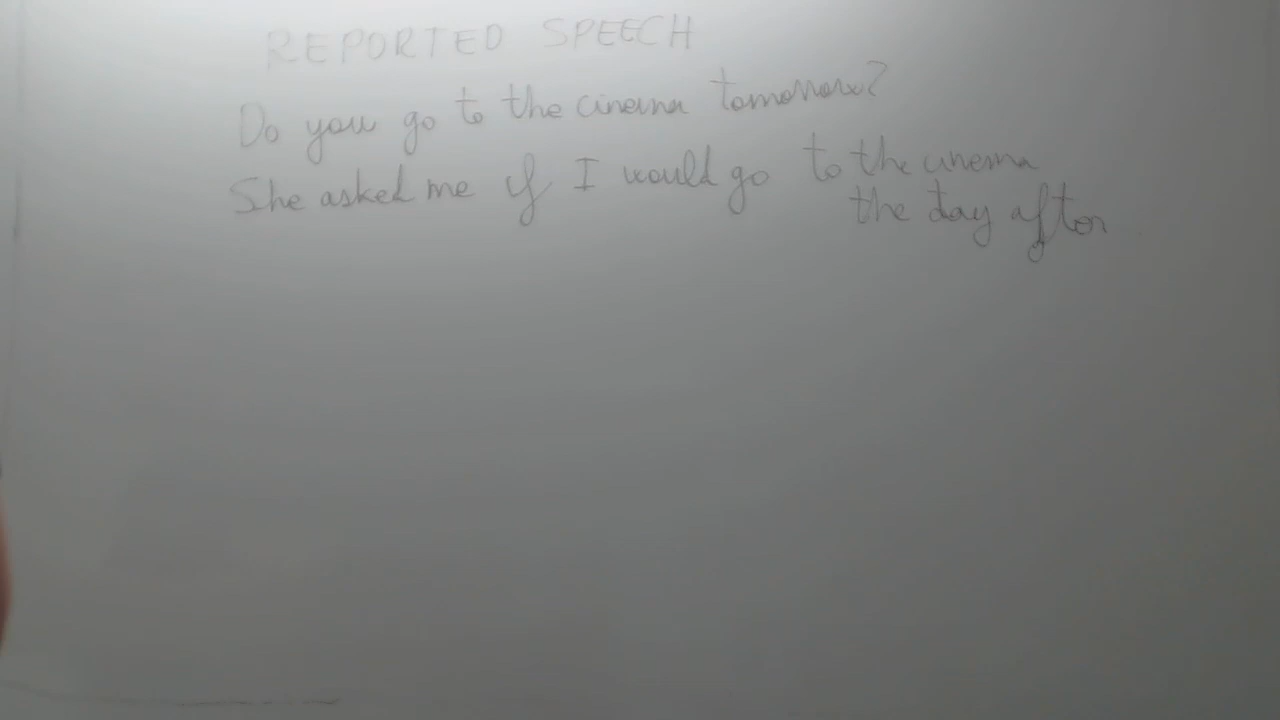 REPORTED SPEECH
Do you go to the cinema tomorrow?
She asked me if I would go to the cinema
the day after